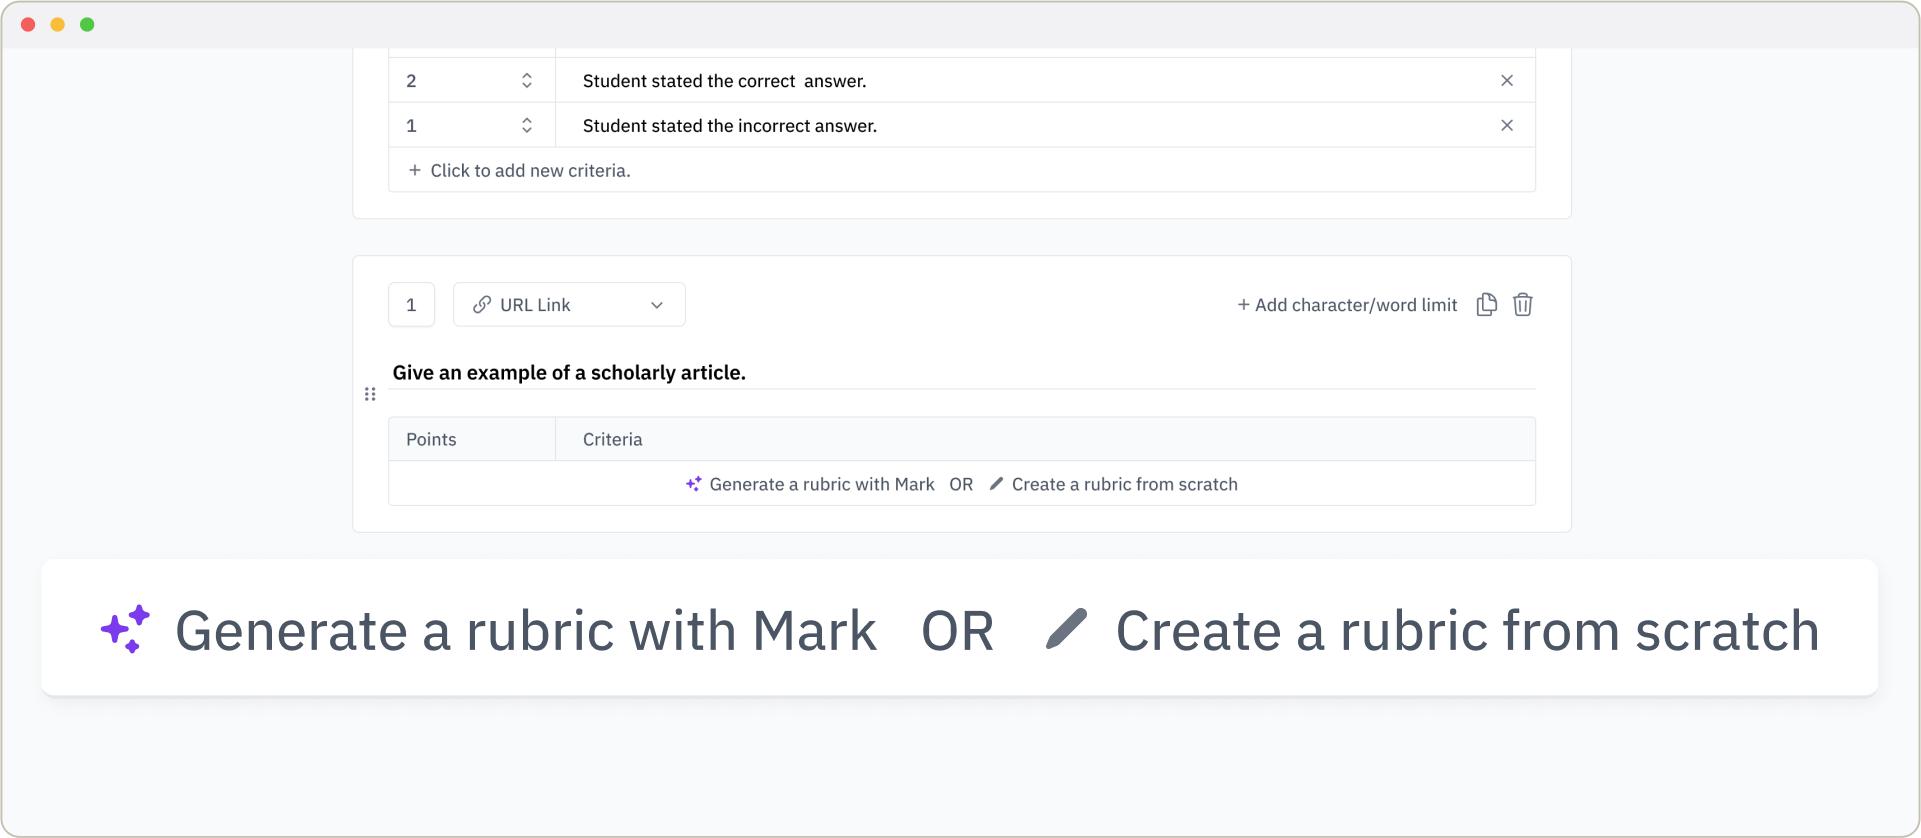 2 Student stated the correct  answer.
1 Student stated the incorrect answer.
+ Click to add new criteria.
1 URL Link + Add character/word limit
Give an example of a scholarly article.
Points Criteria
Generate a rubric with Mark OR Create a rubric from scratch
Generate a rubric with Mark OR Create a rubric from scratch